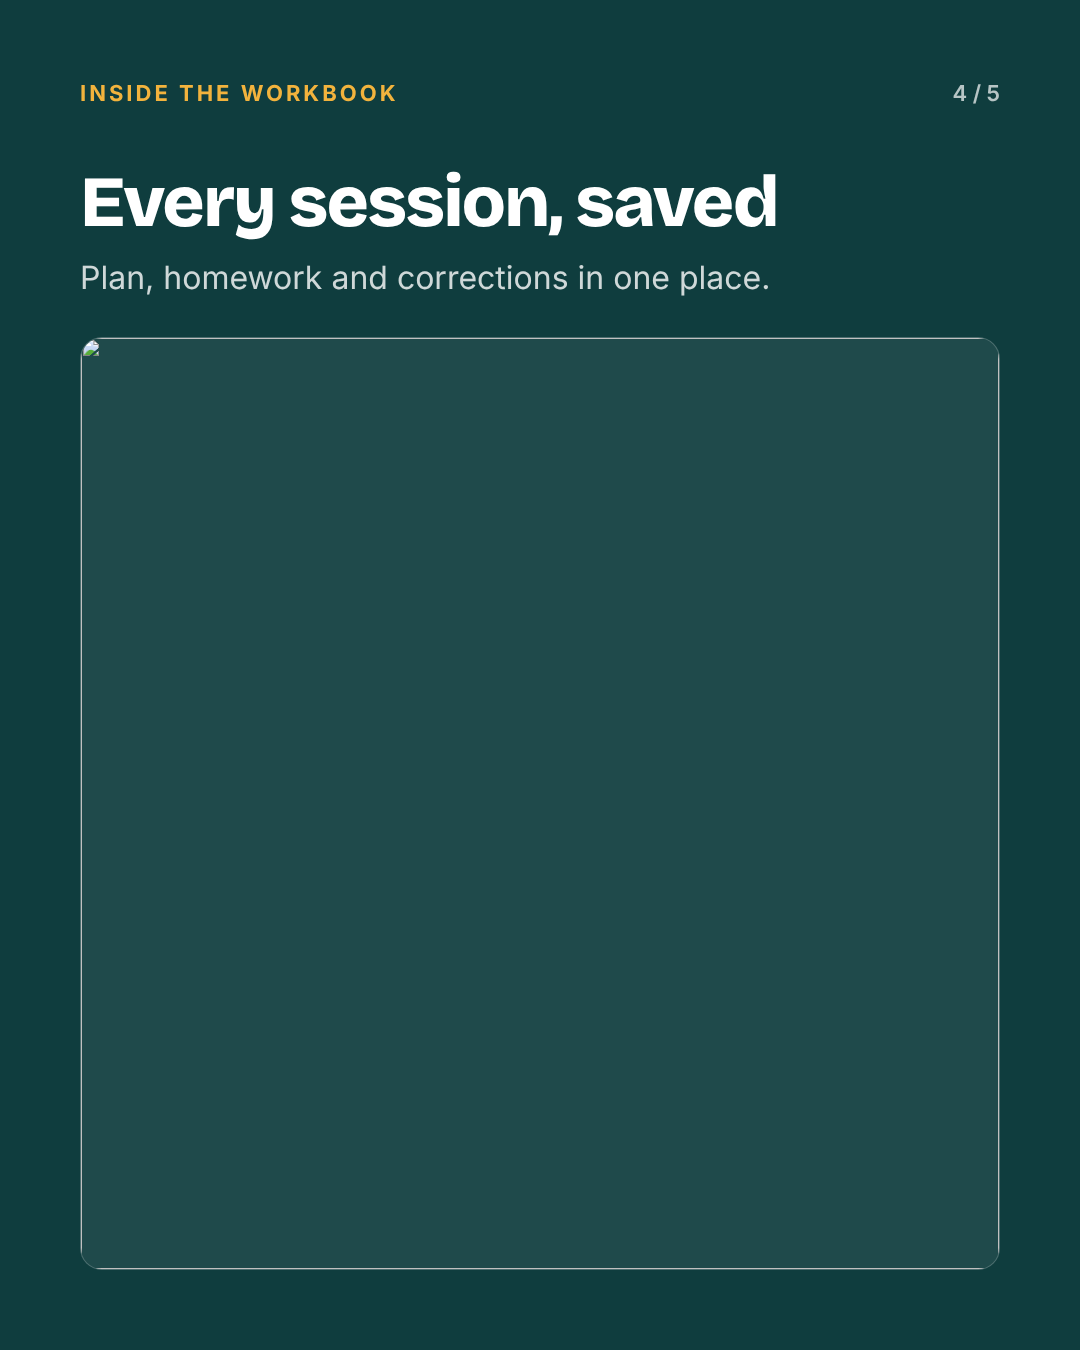 INSIDE THE WORKBOOK
4 / 5
Every session, saved
Plan, homework and corrections in one place.